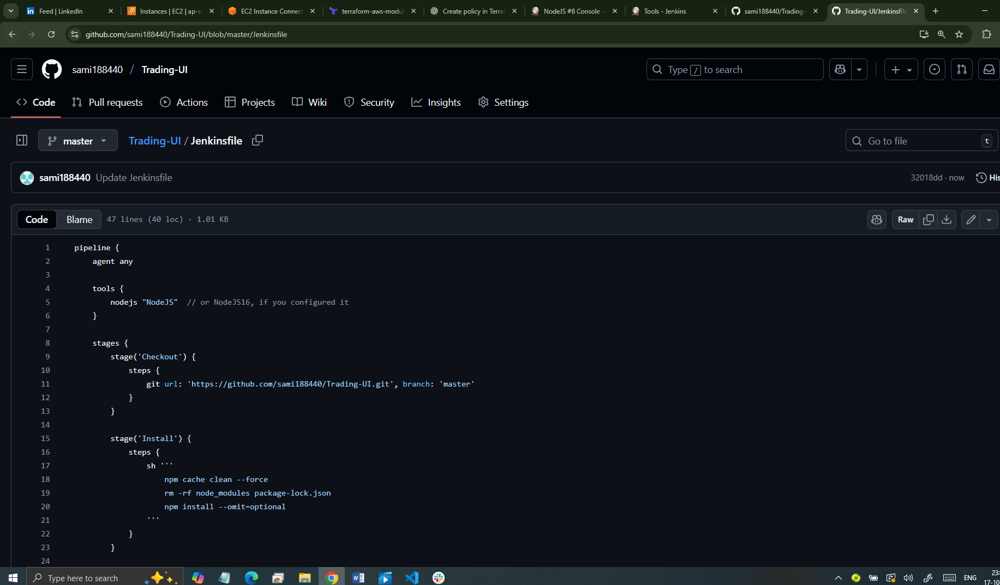 Feed | LinkedIn
Instances | EC2 | ap-so
EC2 Instance Connect
terraform-aws-modul
Create policy in Terraf
NodeJS #8 Console -
Tools - Jenkins
sami188440/Trading-
Trading-UI/Jenkinsfile
github.com/sami188440/Trading-UI/blob/master/Jenkinsfile
sami188440 / Trading-UI
Type / to search
Code
Pull requests
Actions
Projects
Wiki
Security
Insights
Settings
master
Trading-UI / Jenkinsfile
Go to file
t
sami188440 Update Jenkinsfile
32018dd · now
His
Code
Blame
47 lines (40 loc) · 1.01 KB
Raw
1 pipeline {
2 agent any
3
4 tools {
5 nodejs "NodeJS" // or NodeJS16, if you configured it
6 }
7
8 stages {
9 stage('Checkout') {
10 steps {
11 git url: 'https://github.com/sami188440/Trading-UI.git', branch: 'master'
12 }
13 }
14
15 stage('Install') {
16 steps {
17 sh '''
18 npm cache clean --force
19 rm -rf node_modules package-lock.json
20 npm install --omit=optional
21 '''
22 }
23 }
24
Type here to search
ENG
23:
17-10